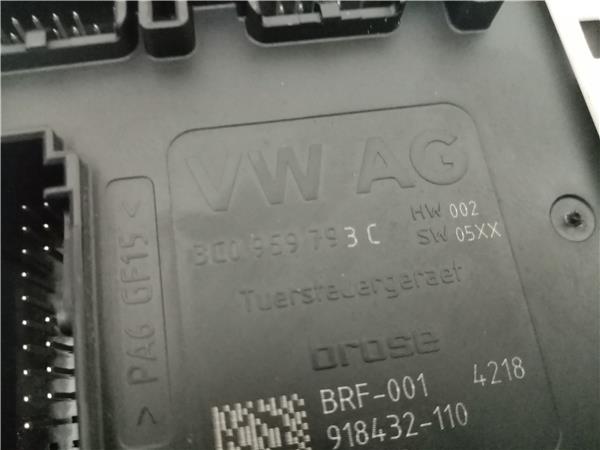 VW AG
3C0 959 793 C
HW 002
SW 05XX
Tuersteuergeraet
brose
BRF-001 4218
918432-110
> PA6 GF15 <